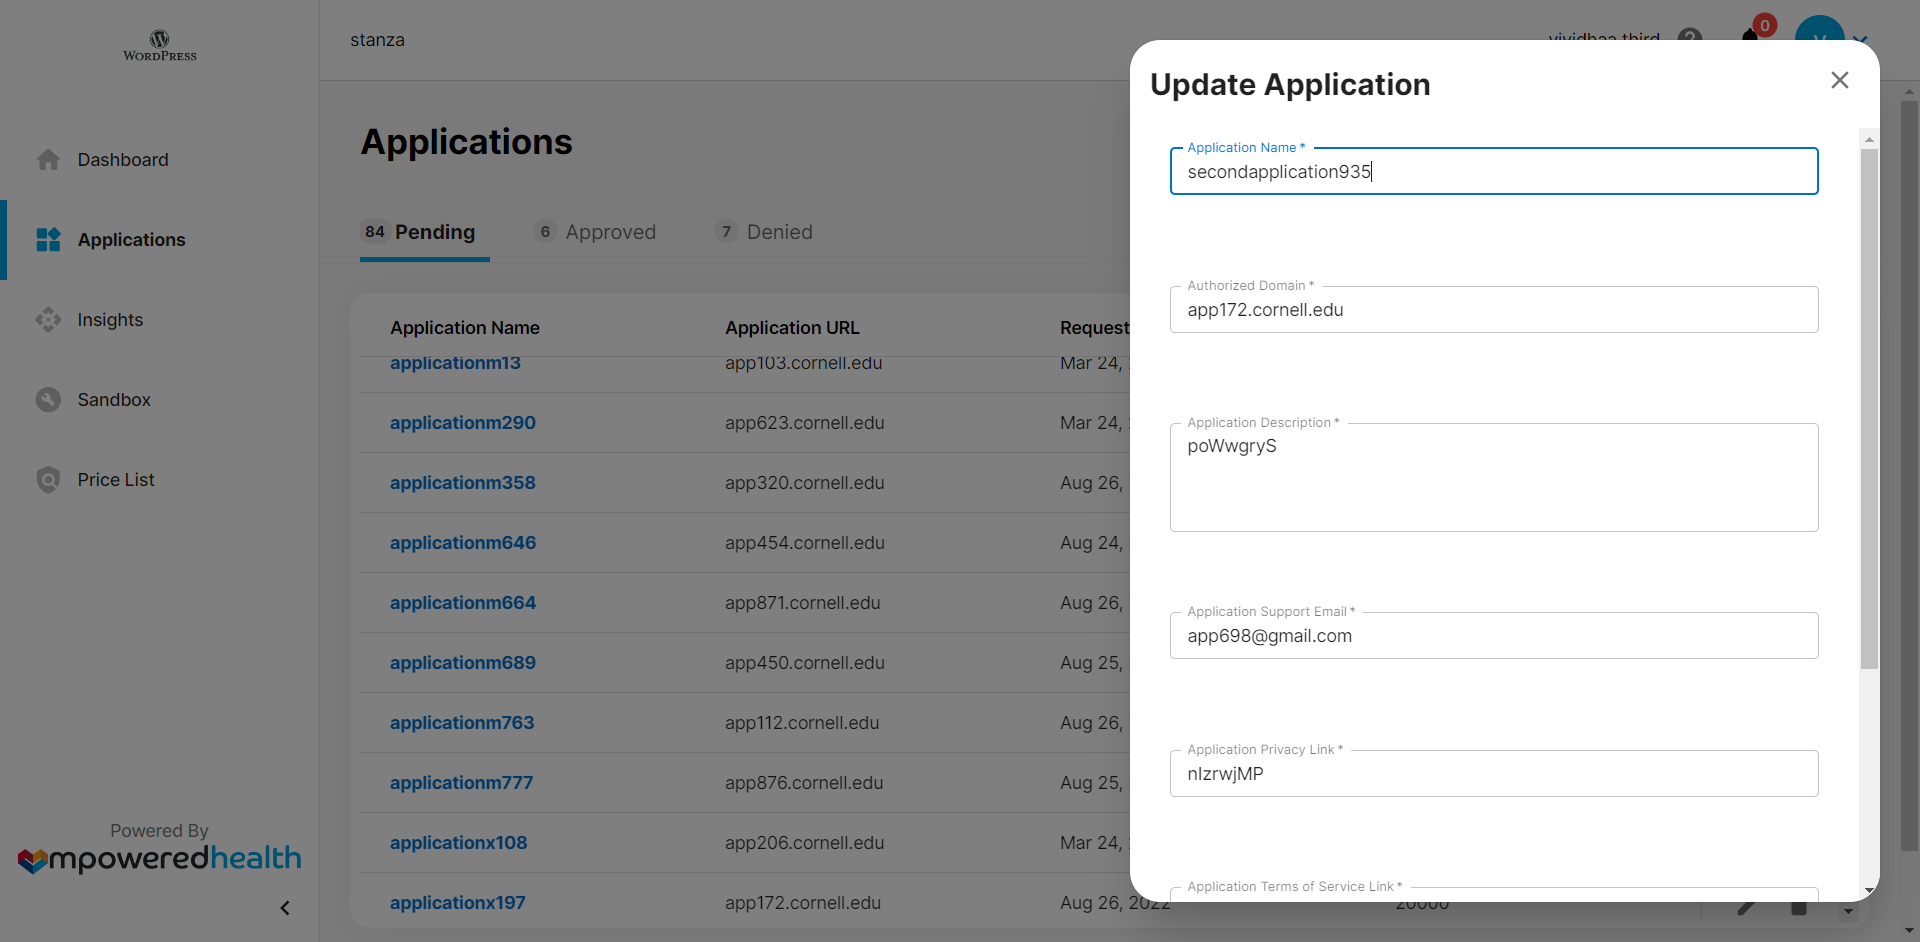 WORDPRESS
stanza
vividhaa third
0
Update Application
Dashboard
Applications
Insights
Sandbox
Price List
Powered By
mpoweredhealth
Applications
84 Pending
6 Approved
7 Denied
Application Name Application URL Request
applicationm13 app103.cornell.edu Mar 24,
applicationm290 app623.cornell.edu Mar 24,
applicationm358 app320.cornell.edu Aug 26,
applicationm646 app454.cornell.edu Aug 24,
applicationm664 app871.cornell.edu Aug 26,
applicationm689 app450.cornell.edu Aug 25,
applicationm763 app112.cornell.edu Aug 26,
applicationm777 app876.cornell.edu Aug 25,
applicationx108 app206.cornell.edu Mar 24,
applicationx197 app172.cornell.edu Aug 26, 2022 20000
Application Name *
secondapplication935
Authorized Domain *
app172.cornell.edu
Application Description *
poWwgryS
Application Support Email *
app698@gmail.com
Application Privacy Link *
nIzrwjMP
Application Terms of Service Link *